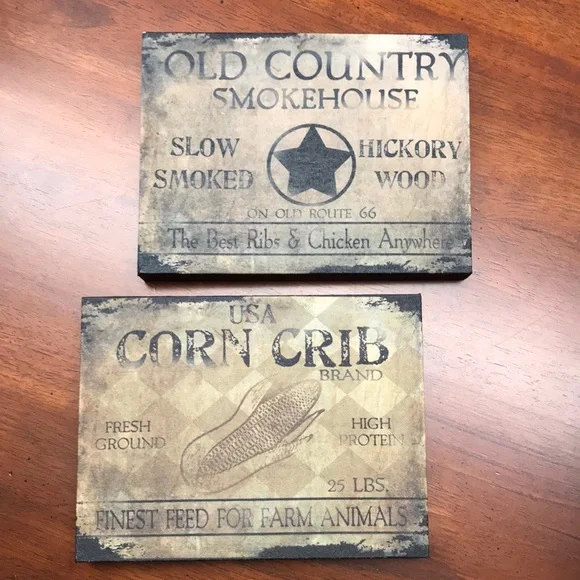 OLD COUNTRY
SMOKEHOUSE
SLOW HICKORY
SMOKED WOOD
ON OLD ROUTE 66
The Best Ribs & Chicken Anywhere
USA
CORN CRIB
BRAND
FRESH HIGH
GROUND PROTEIN
25 LBS.
FINEST FEED FOR FARM ANIMALS